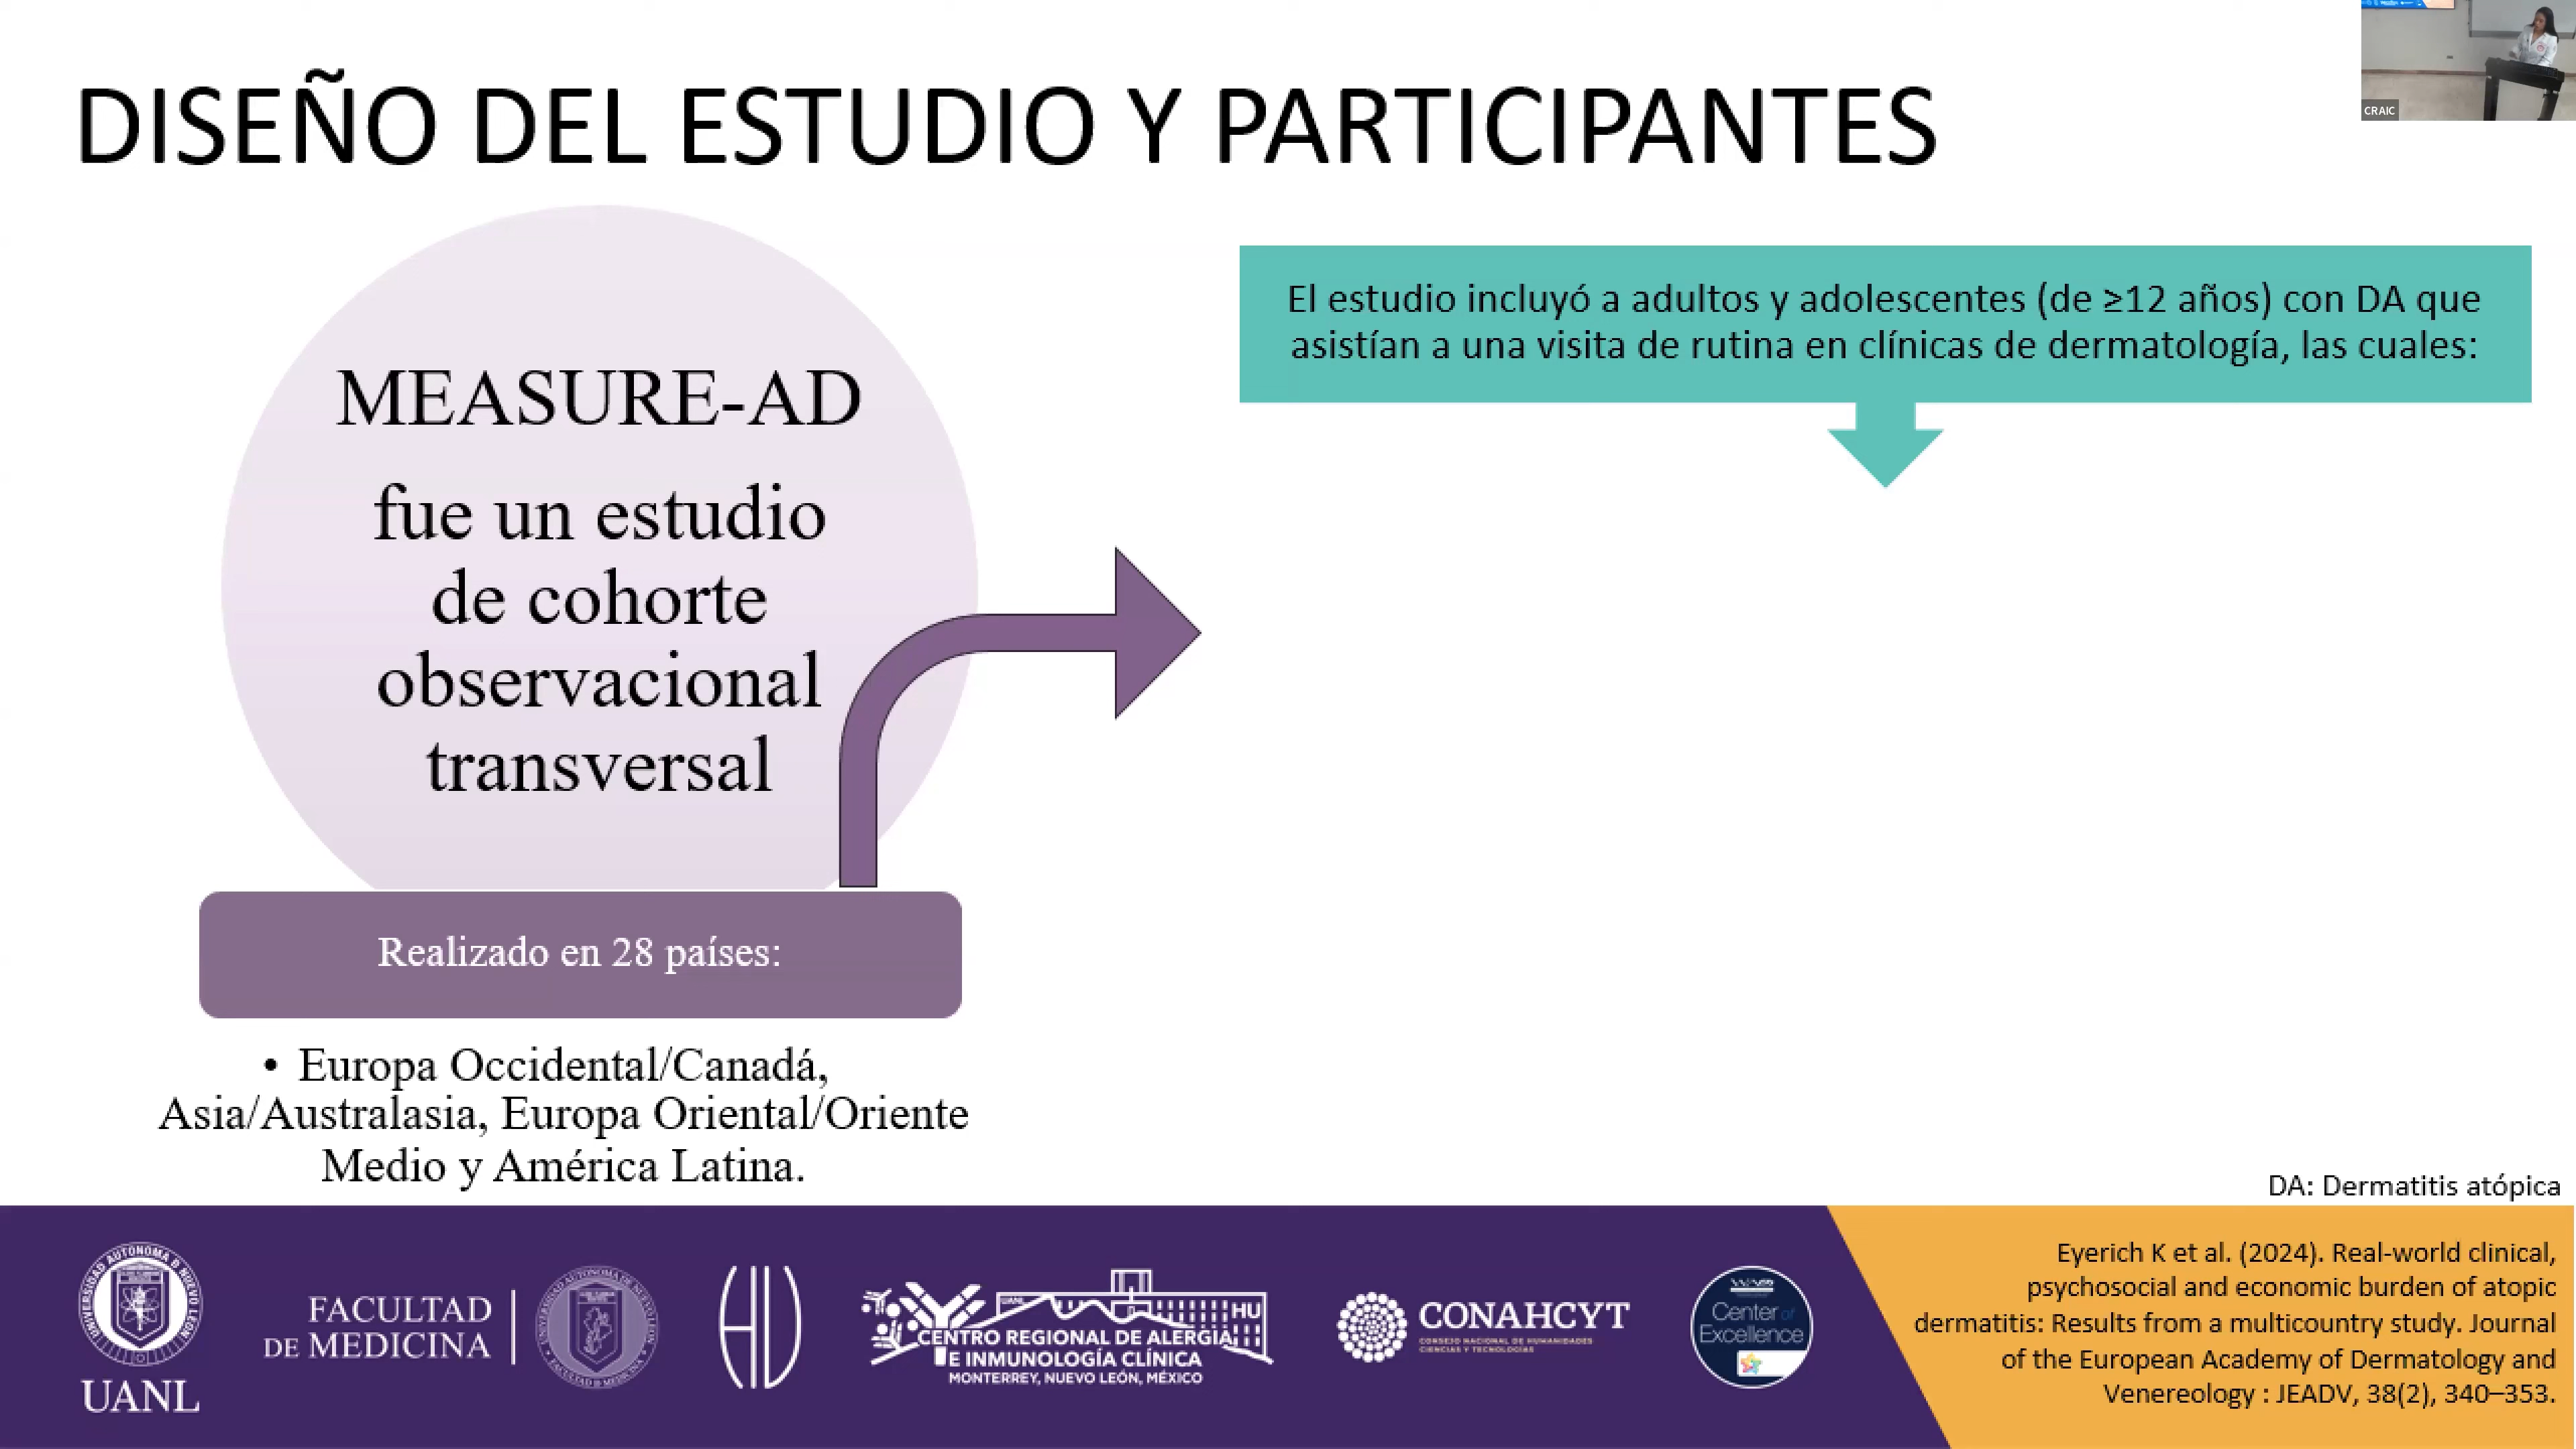 DISEÑO DEL ESTUDIO Y PARTICIPANTES
CRAIC
MEASURE-AD
fue un estudio
de cohorte
observacional
transversal
Realizado en 28 países:
• Europa Occidental/Canadá,
Asia/Australasia, Europa Oriental/Oriente
Medio y América Latina.
El estudio incluyó a adultos y adolescentes (de ≥12 años) con DA que
asistían a una visita de rutina en clínicas de dermatología, las cuales:
DA: Dermatitis atópica
UANL
FACULTAD
DE MEDICINA
HU
CENTRO REGIONAL DE ALERGIA
E INMUNOLOGÍA CLÍNICA
MONTERREY, NUEVO LEÓN, MÉXICO
CONAHCYT
CONSEJO NACIONAL DE HUMANIDADES
CIENCIAS Y TECNOLOGÍAS
Center of
Excellence
Eyerich K et al. (2024). Real-world clinical,
psychosocial and economic burden of atopic
dermatitis: Results from a multicountry study. Journal
of the European Academy of Dermatology and
Venereology : JEADV, 38(2), 340–353.